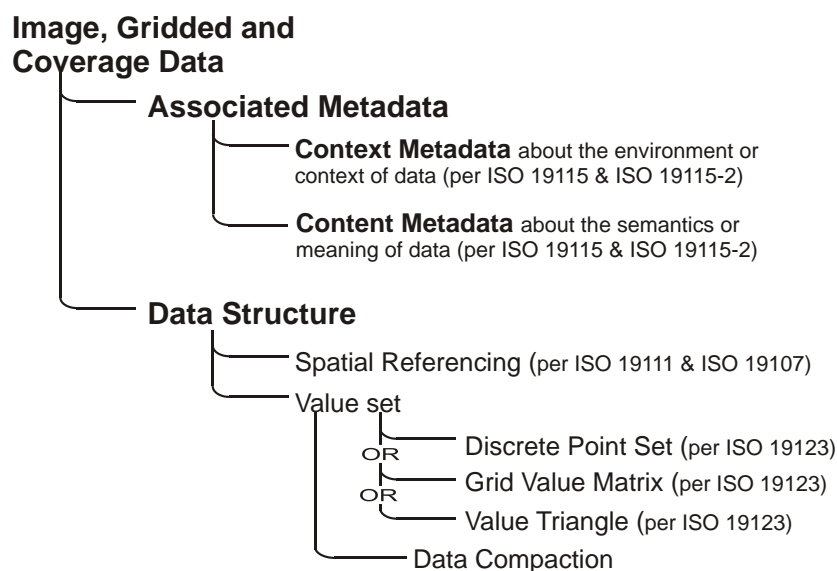 Image, Gridded and
Coverage Data
Associated Metadata
Context Metadata about the environment or
context of data (per ISO 19115 & ISO 19115-2)
Content Metadata about the semantics or
meaning of data (per ISO 19115 & ISO 19115-2)
Data Structure
Spatial Referencing (per ISO 19111 & ISO 19107)
Value set
Discrete Point Set (per ISO 19123)
OR
Grid Value Matrix (per ISO 19123)
OR
Value Triangle (per ISO 19123)
Data Compaction